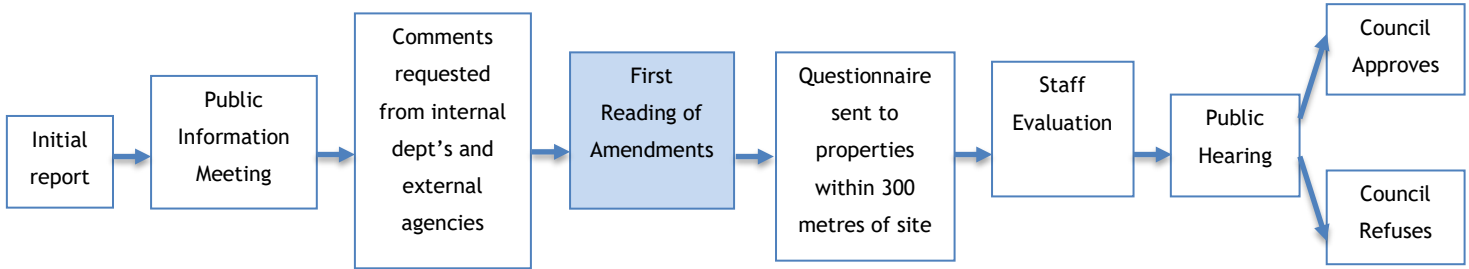 Initial
report
Public
Information
Meeting
Comments
requested
from internal
dept’s and
external
agencies
First
Reading of
Amendments
Questionnaire
sent to
properties
within 300
metres of site
Staff
Evaluation
Public
Hearing
Council
Approves
Council
Refuses